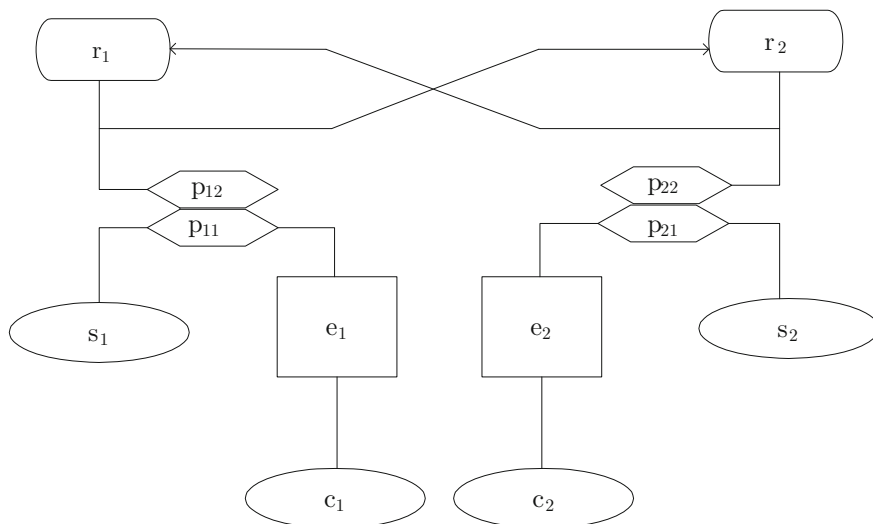 r₁
r₂
p₁₂
p₂₂
p₁₁
p₂₁
s₁
e₁
e₂
s₂
c₁
c₂